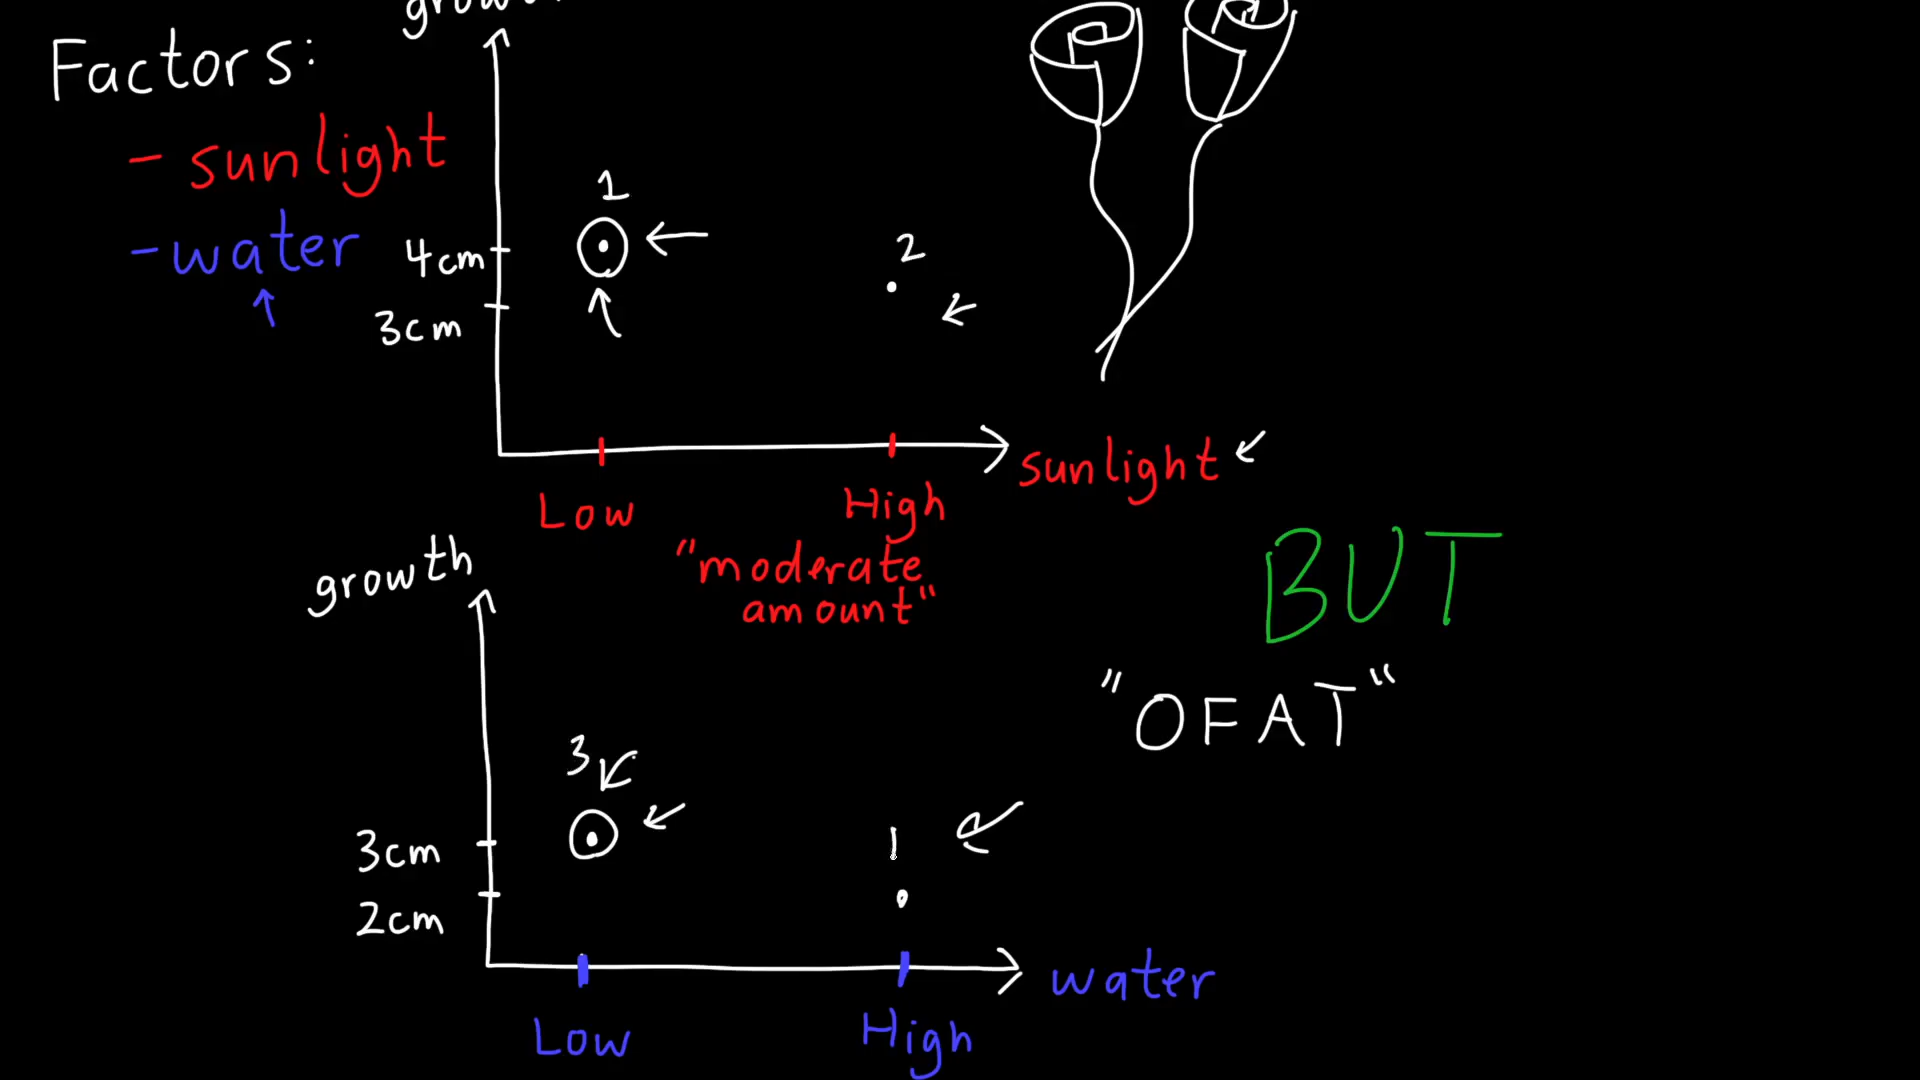 growth
Factors:
- sunlight
- water
1
2
4cm
3cm
sunlight
Low
High
"moderate
amount"
growth
BUT
"OFAT"
3
3cm
2cm
water
Low
High